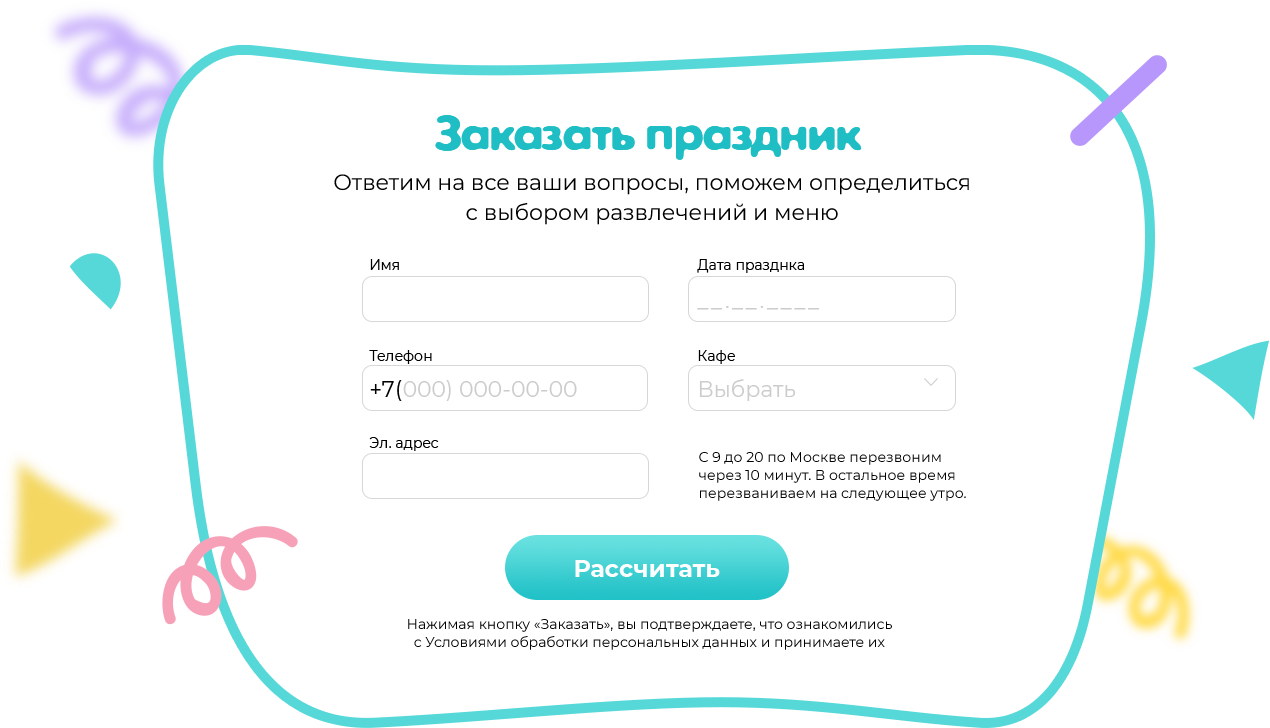 Заказать праздник
Ответим на все ваши вопросы, поможем определиться
с выбором развлечений и меню
Имя
Дата празднка
__.__.____
Телефон
Кафе
+7(000) 000-00-00
Выбрать
Эл. адрес
С 9 до 20 по Москве перезвоним
через 10 минут. В остальное время
перезваниваем на следующее утро.
Рассчитать
Нажимая кнопку «Заказать», вы подтверждаете, что ознакомились
с Условиями обработки персональных данных и принимаете их